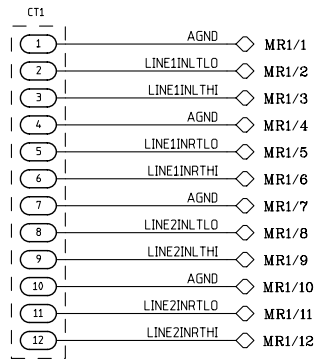 CT1
1 AGND MR1/1
2 LINE1INLTLO MR1/2
3 LINE1INLTHI MR1/3
4 AGND MR1/4
5 LINE1INRTLO MR1/5
6 LINE1INRTHI MR1/6
7 AGND MR1/7
8 LINE2INLTLO MR1/8
9 LINE2INLTHI MR1/9
10 AGND MR1/10
11 LINE2INRTLO MR1/11
12 LINE2INRTHI MR1/12